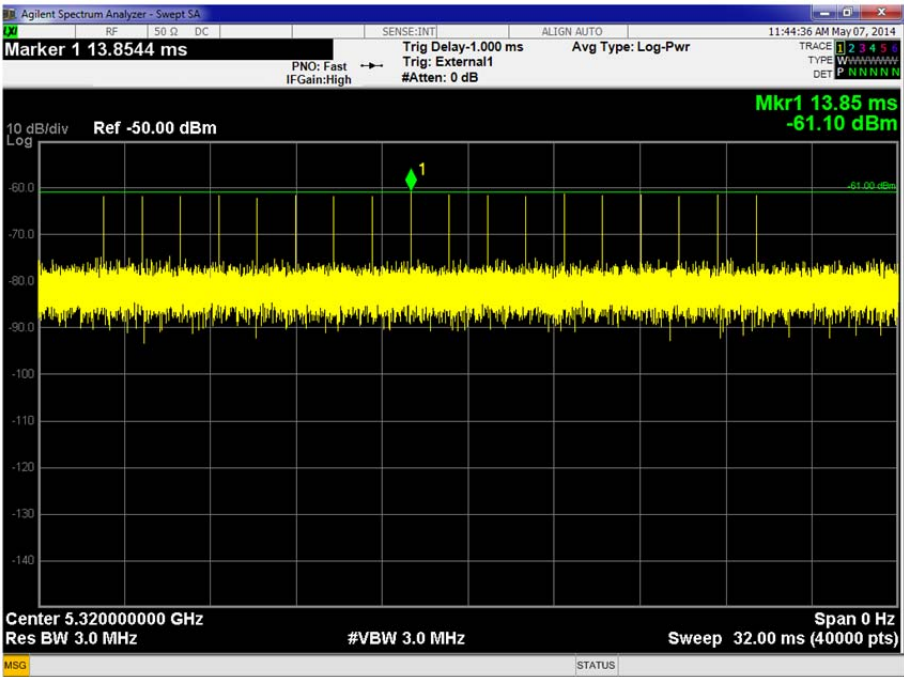 Agilent Spectrum Analyzer - Swept SA
LXI RF 50 Ω DC SENSE:INT ALIGN AUTO 11:44:36 AM May 07, 2014
Marker 1 13.8544 ms
PNO: Fast
IFGain:High
Trig Delay-1.000 ms
Trig: External1
#Atten: 0 dB
Avg Type: Log-Pwr
TRACE 1 2 3 4 5 6
TYPE WWWWWW
DET P N N N N N
Mkr1 13.85 ms
-61.10 dBm
10 dB/div Ref -50.00 dBm
Log
1
-60.0
-61.00 dBm
-70.0
-80.0
-90.0
-100
-110
-120
-130
-140
Center 5.320000000 GHz Span 0 Hz
Res BW 3.0 MHz #VBW 3.0 MHz Sweep 32.00 ms (40000 pts)
MSG STATUS